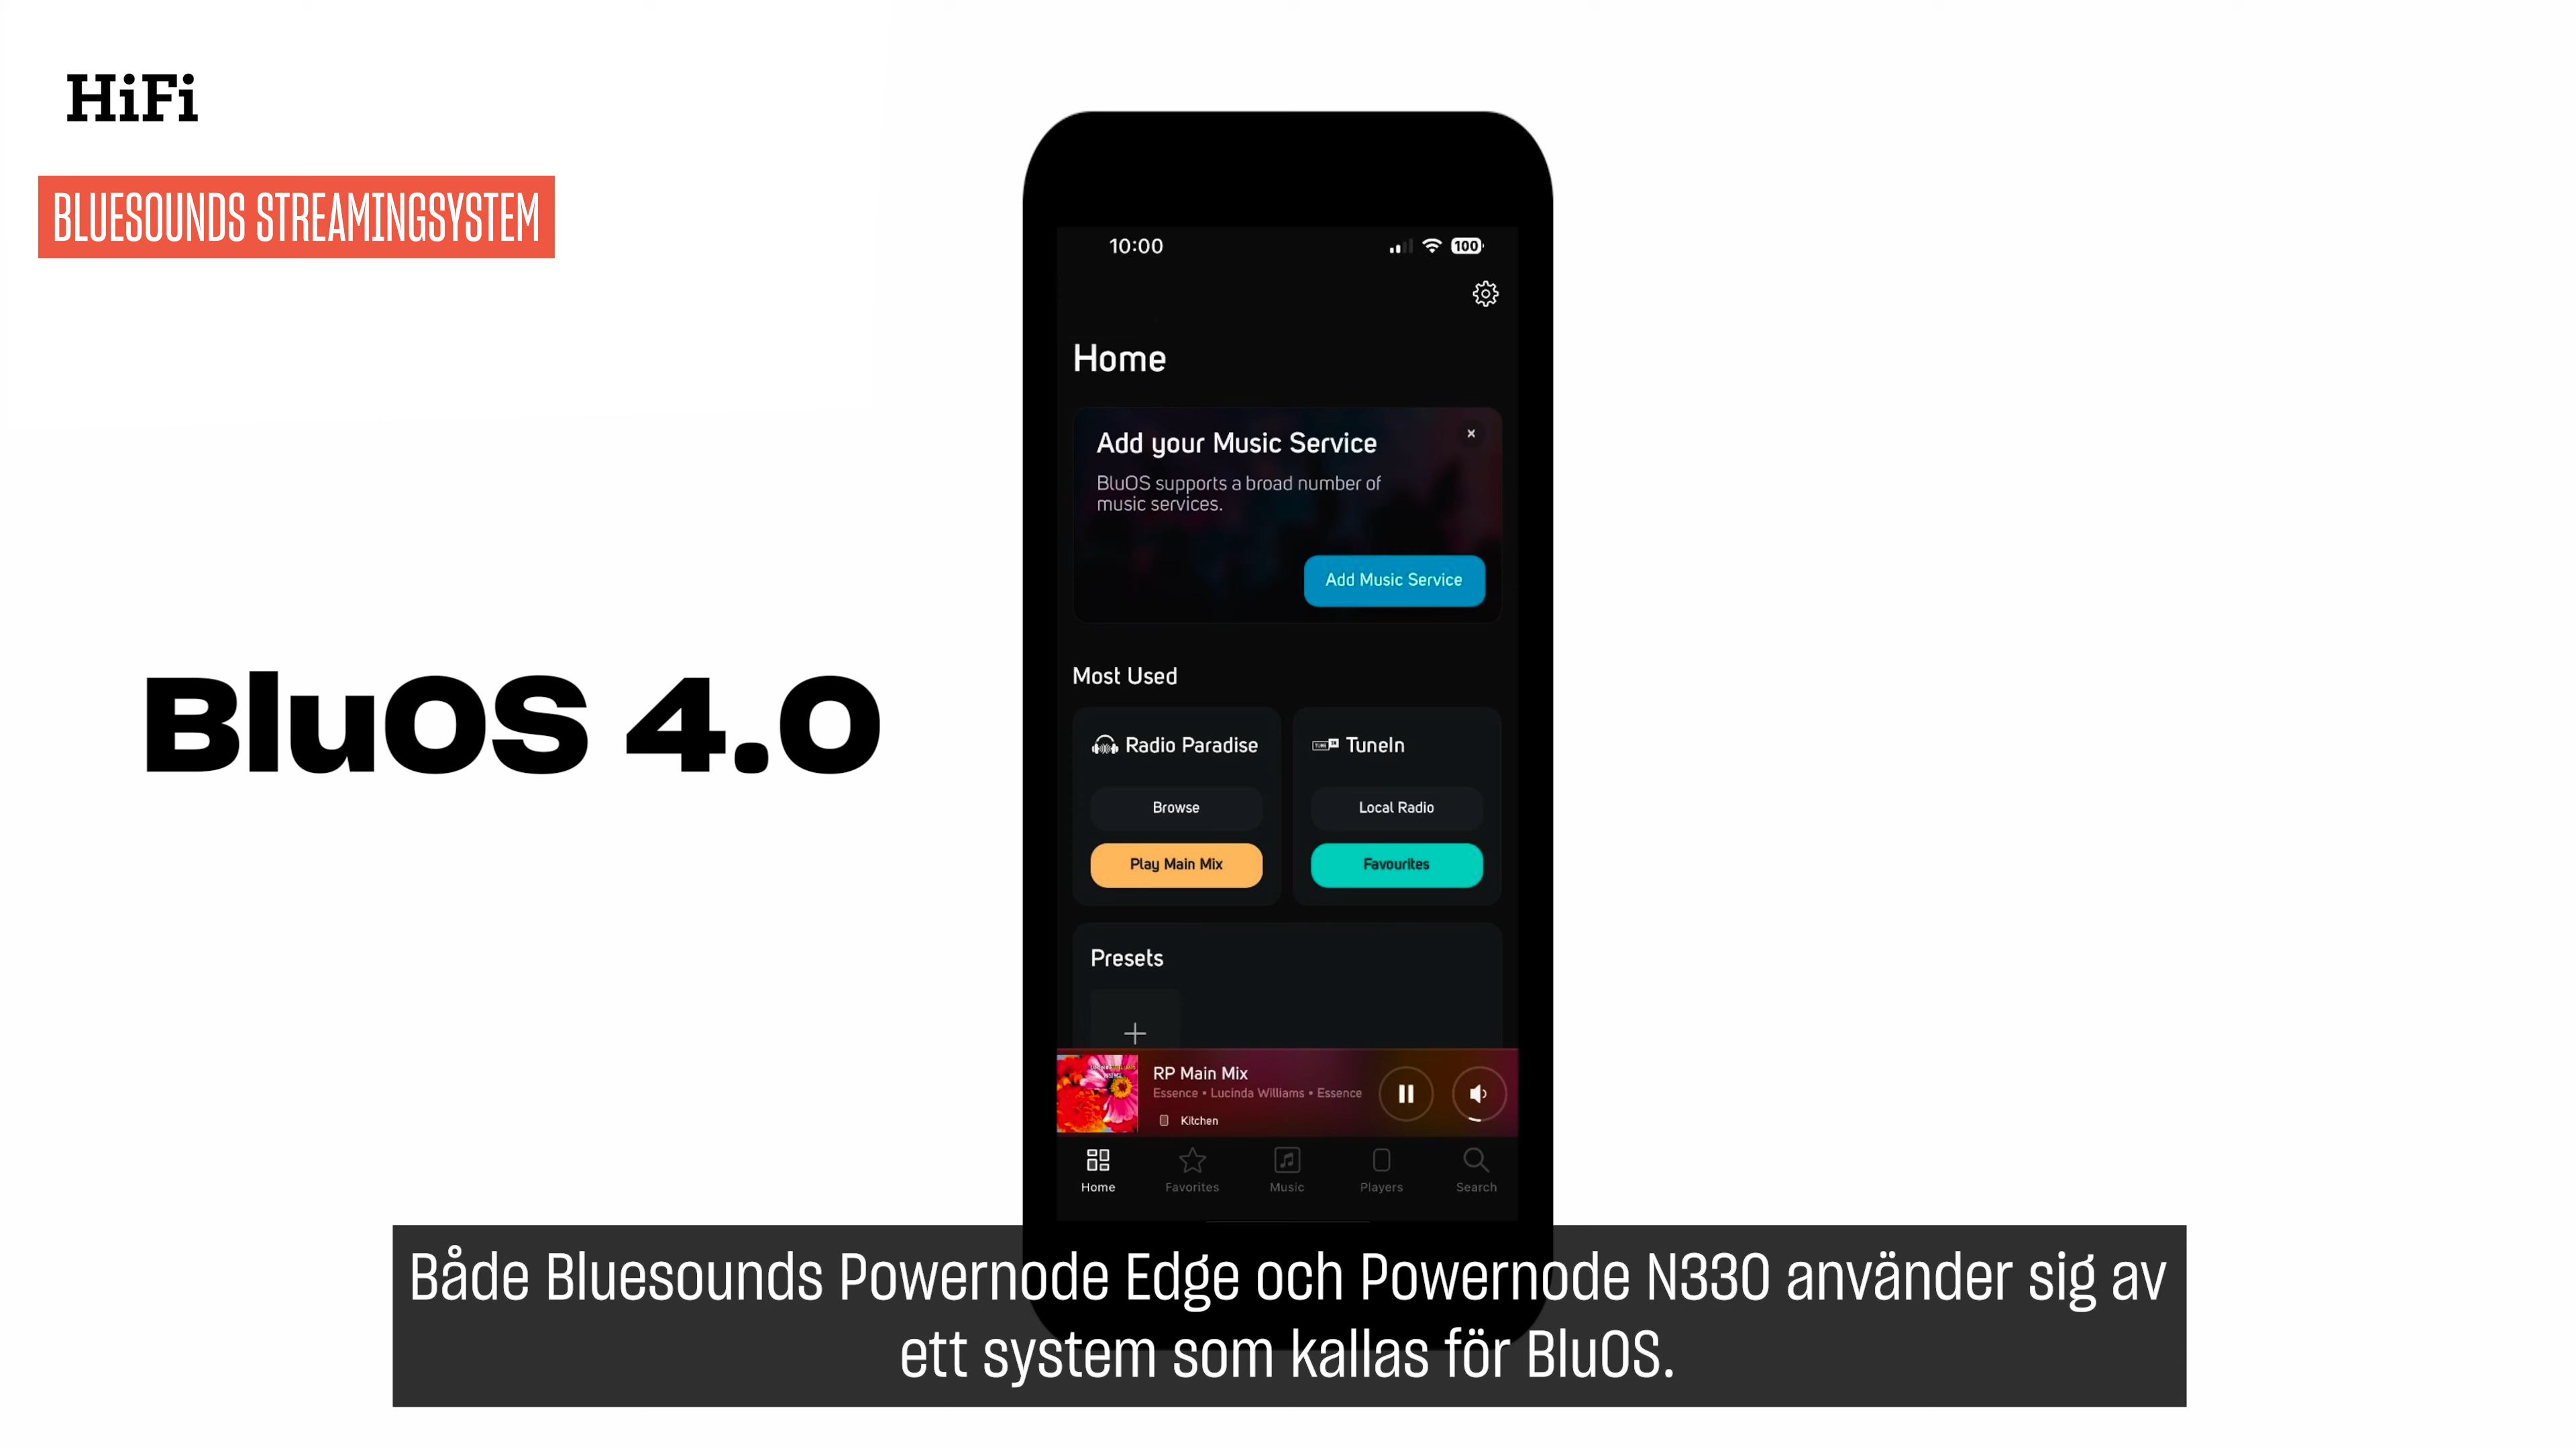 HiFi
BLUESOUNDS STREAMINGSYSTEM
BluOS 4.0
10:00
100
Home
Add your Music Service
BluOS supports a broad number of
music services.
Add Music Service
Most Used
Radio Paradise
Browse
Play Main Mix
TuneIn
Local Radio
Favourites
Presets
RP Main Mix
Essence • Lucinda Williams • Essence
Kitchen
Home Favorites Music Players Search
Både Bluesounds Powernode Edge och Powernode N330 använder sig av
ett system som kallas för BluOS.